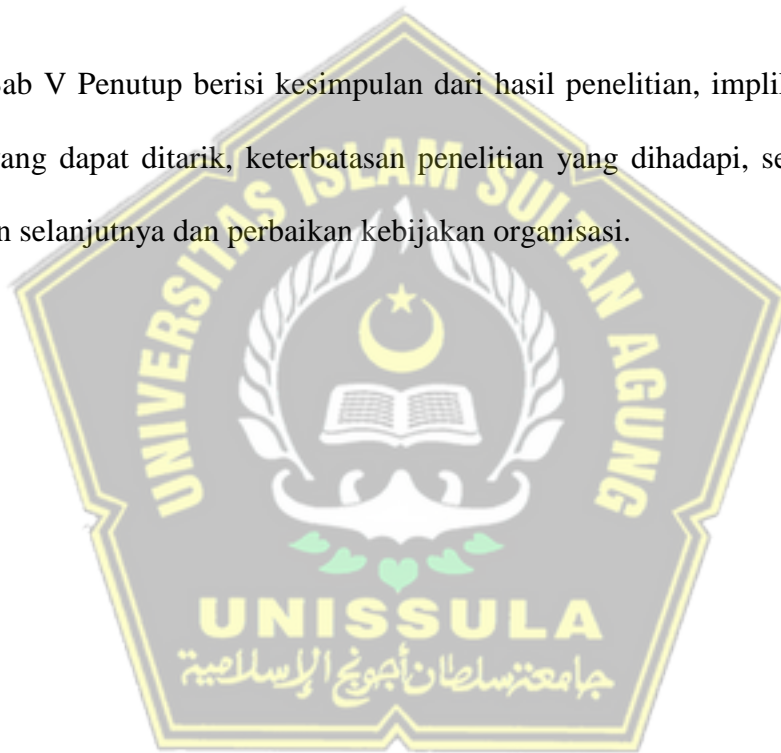 ab V Penutup berisi kesimpulan dari hasil penelitian, impli
ang dapat ditarik, keterbatasan penelitian yang dihadapi, se
n selanjutnya dan perbaikan kebijakan organisasi.
UNIVERSITAS ISLAM SULTAN AGUNG
UNISSULA
جامعة سلطان أجونج الإسلامية